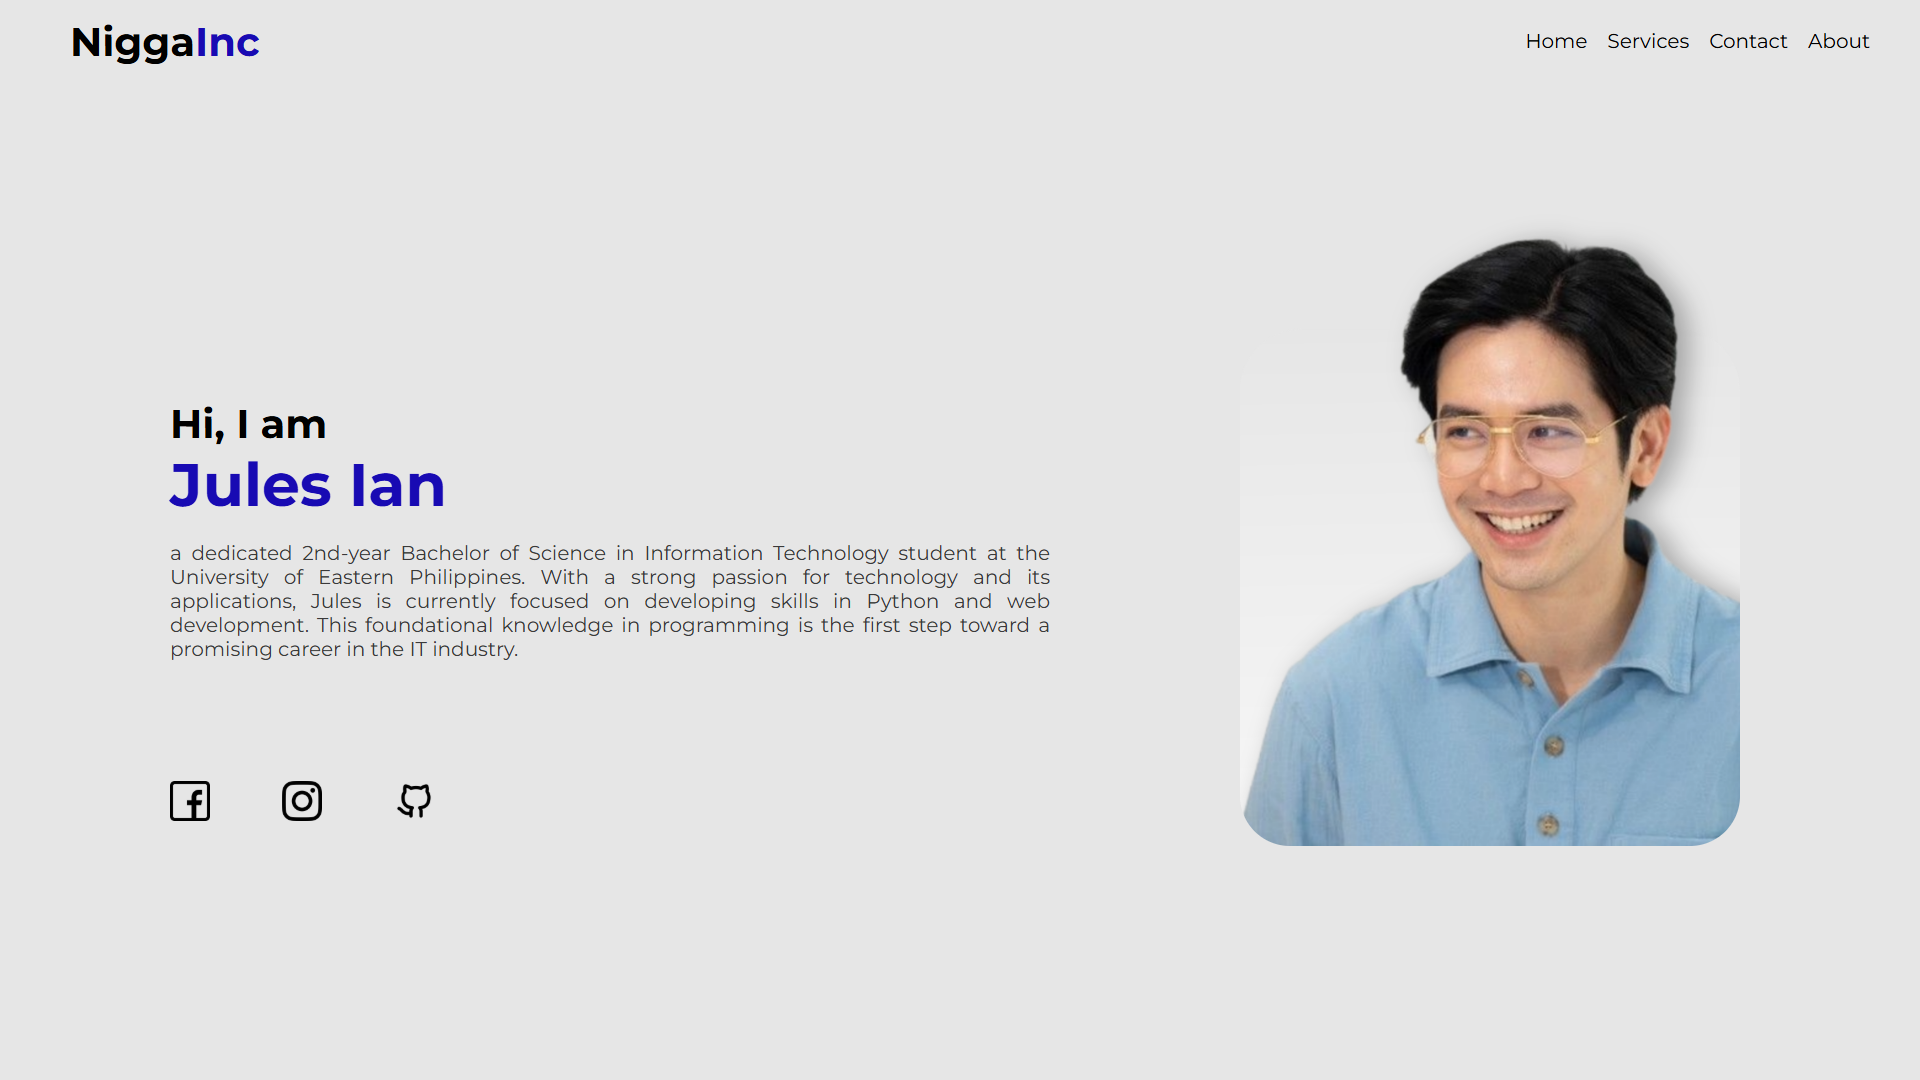 NiggaInc
Home Services Contact About
Hi, I am
Jules Ian
a dedicated 2nd-year Bachelor of Science in Information Technology student at the
University of Eastern Philippines. With a strong passion for technology and its
applications, Jules is currently focused on developing skills in Python and web
development. This foundational knowledge in programming is the first step toward a
promising career in the IT industry.